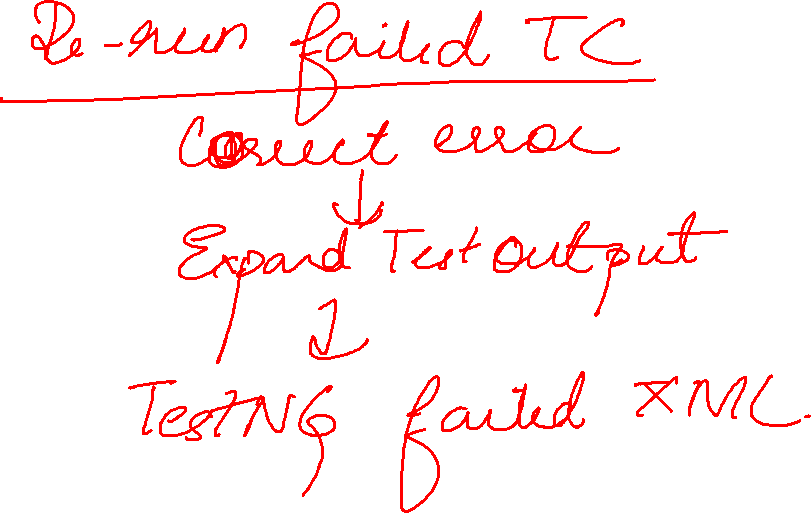 Re-run failed TC
Correct error
↓
Expand Test output
↓
TestNG failed XML.